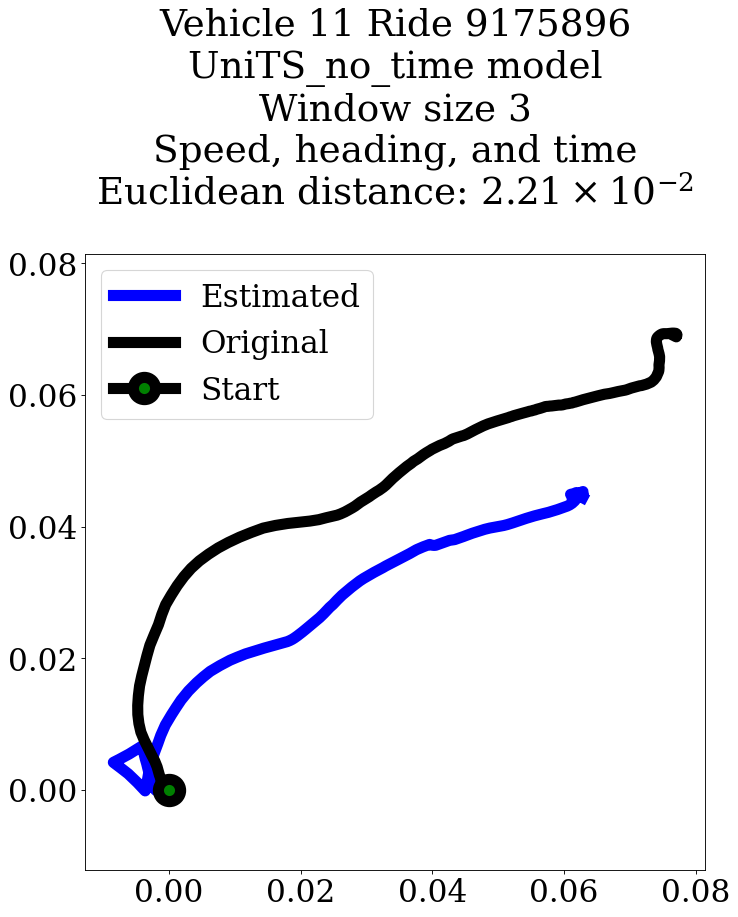 Vehicle 11 Ride 9175896
UniTS_no_time model
Window size 3
Speed, heading, and time
Euclidean distance: 2.21 × 10⁻²
0.08
0.06
0.04
0.02
0.00
Estimated
Original
Start
0.00 0.02 0.04 0.06 0.08